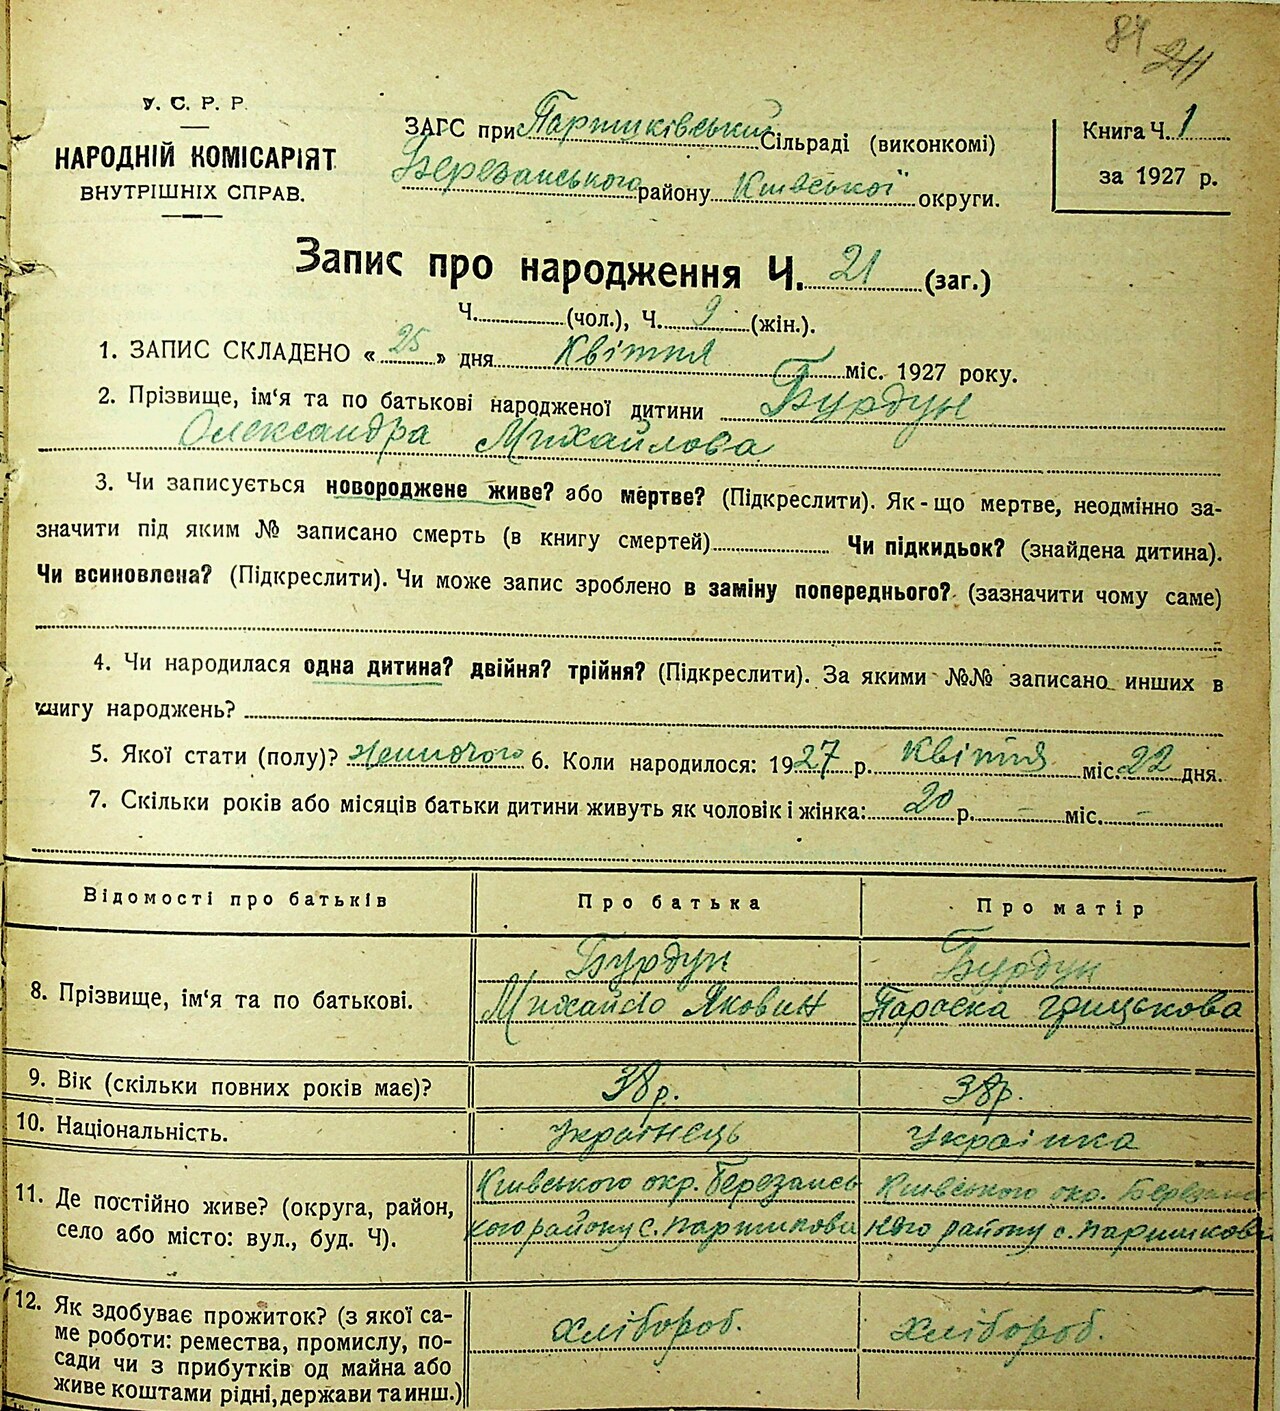 84 211
У. С. Р. Р.
НАРОДНІЙ КОМІСАРІЯТ
ВНУТРІШНІХ СПРАВ.
ЗАГС при Паришківський Сільраді (виконкомі)
Березанського району Київської округи.
Книга Ч. 1
за 1927 р.
Запис про народження Ч. 21 (заг.)
Ч. (чол.), Ч. 9 (жін.).
1. ЗАПИС СКЛАДЕНО « 25 » дня Квітня міс. 1927 року.
2. Прізвище, ім‘я та по батькові народженої дитини Бурдун
Олександра Михайлова
3. Чи записується новороджене живе? або мертве? (Підкреслити). Як-що мертве, неодмінно за-
значити під яким № записано смерть (в книгу смертей) Чи підкидьок? (знайдена дитина).
Чи всиновлена? (Підкреслити). Чи може запис зроблено в заміну попереднього? (зазначити чому саме)
4. Чи народилася одна дитина? двійня? трійня? (Підкреслити). За якими №№ записано инших в
книгу народжень?
5. Якої стати (полу)? Жиночого 6. Коли народилося: 1927 р. Квітня міс. 22 дня.
7. Скільки років або місяців батьки дитини живуть як чоловік і жінка: 20 р. - міс. -
Відомості про батьків Про батька Про матір
8. Прізвище, ім‘я та по батькові.
Бурдун
Михайло Якович
Бурдун
Параска Грицькова
9. Вік (скільки повних років має)? 38 р. 38 р.
10. Національність. Українець Українка
11. Де постійно живе? (округа, район,
село або місто: вул., буд. Ч).
Київського окр. Березансь
кого району с. Паришкова
Київського окр. Березансь
кого району с. Паришкова
12. Як здобуває прожиток? (з якої са-
ме роботи: ремества, промислу, по-
сади чи з прибутків од майна або
живе коштами рідні, держави та инш.)
хлібороб.
хлібороб.